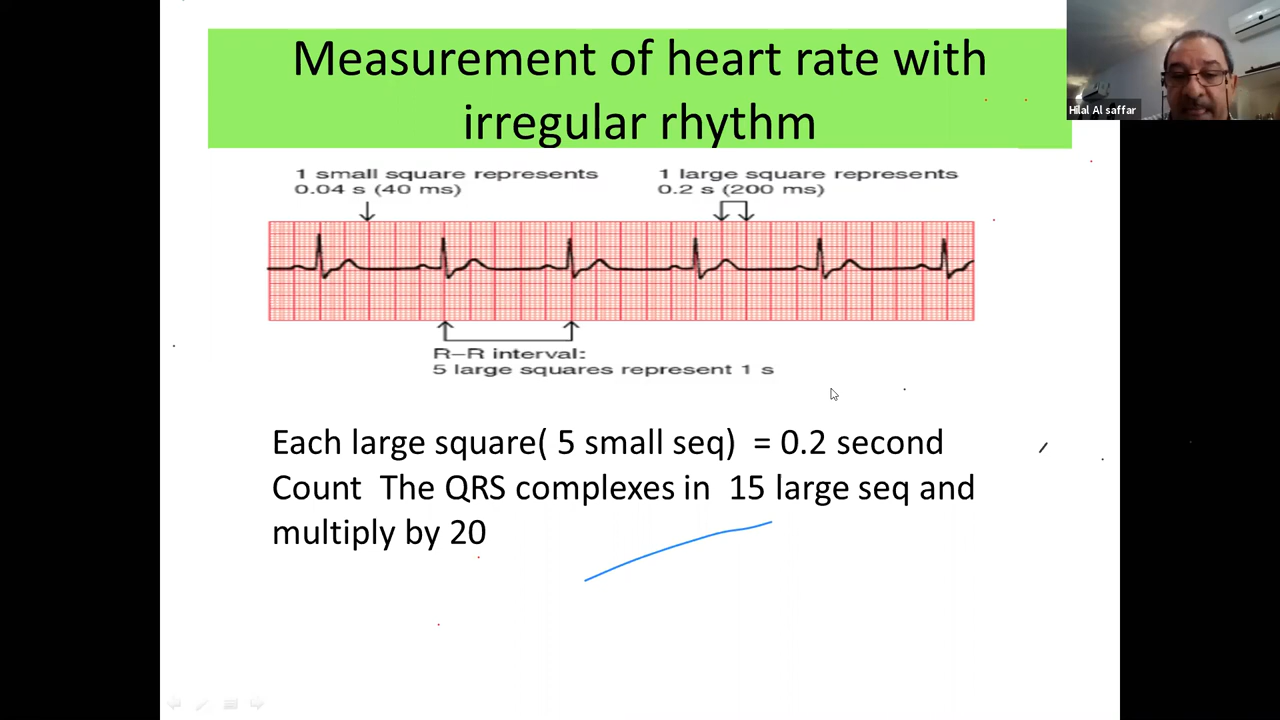 Measurement of heart rate with
irregular rhythm
Hilal Al saffar
1 small square represents
0.04 s (40 ms)
1 large square represents
0.2 s (200 ms)
R–R interval:
5 large squares represent 1 s
Each large square( 5 small seq)  = 0.2 second
Count  The QRS complexes in  15 large seq and
multiply by 20